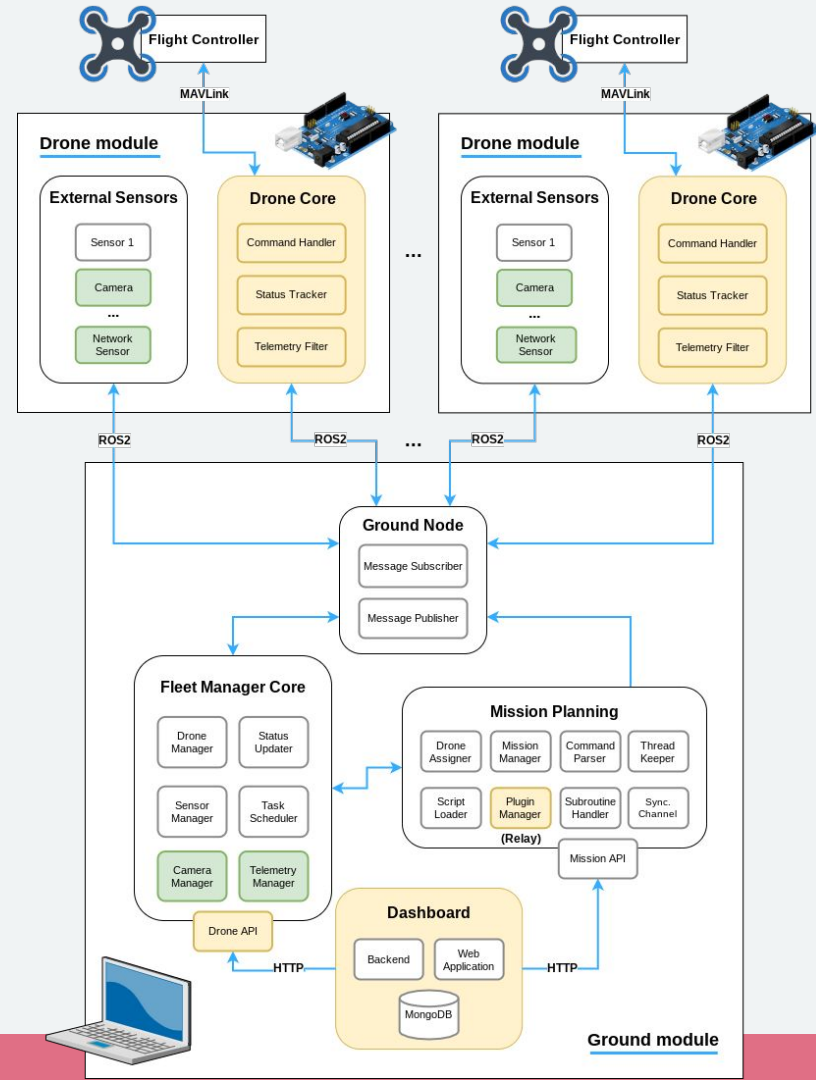 Flight Controller
Flight Controller
MAVLink
MAVLink
Drone module
External Sensors
Sensor 1
Camera
...
Network
Sensor
Drone Core
Command Handler
Status Tracker
Telemetry Filter
...
Drone module
External Sensors
Sensor 1
Camera
...
Network
Sensor
Drone Core
Command Handler
Status Tracker
Telemetry Filter
ROS2
ROS2
...
ROS2
ROS2
Ground Node
Message Subscriber
Message Publisher
Fleet Manager Core
Drone
Manager
Status
Updater
Sensor
Manager
Task
Scheduler
Camera
Manager
Telemetry
Manager
Drone API
Mission Planning
Drone
Assigner
Mission
Manager
Command
Parser
Thread
Keeper
Script
Loader
Plugin
Manager
(Relay)
Subroutine
Handler
Sync.
Channel
Mission API
Dashboard
Backend
Web
Application
MongoDB
HTTP
HTTP
Ground module